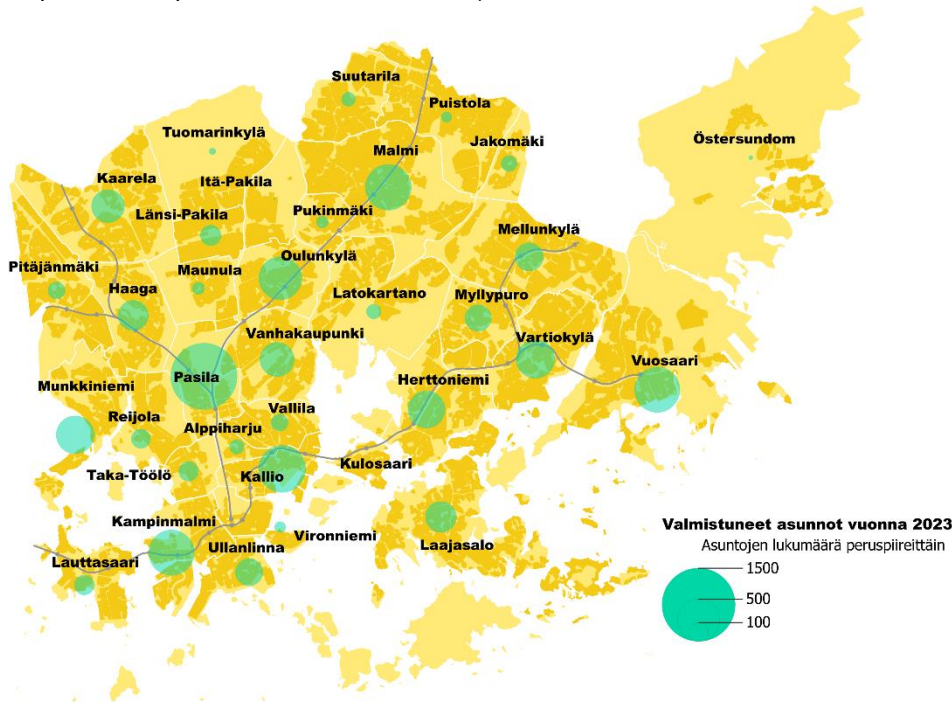 Suutarila
Puistola
Tuomarinkylä
Malmi
Jakomäki
Östersundom
Kaarela
Itä-Pakila
Länsi-Pakila
Pukinmäki
Mellunkylä
Oulunkylä
Pitäjänmäki
Maunula
Haaga
Latokartano
Myllypuro
Vanhakaupunki
Vartiokylä
Vuosaari
Pasila
Herttoniemi
Munkkiniemi
Reijola
Vallila
Alppiharju
Taka-Töölö
Kallio
Kulosaari
Kampinmalmi
Vironniemi
Ullanlinna
Laajasalo
Lauttasaari
Valmistuneet asunnot vuonna 2023
Asuntojen lukumäärä peruspiireittäin
1500
500
100